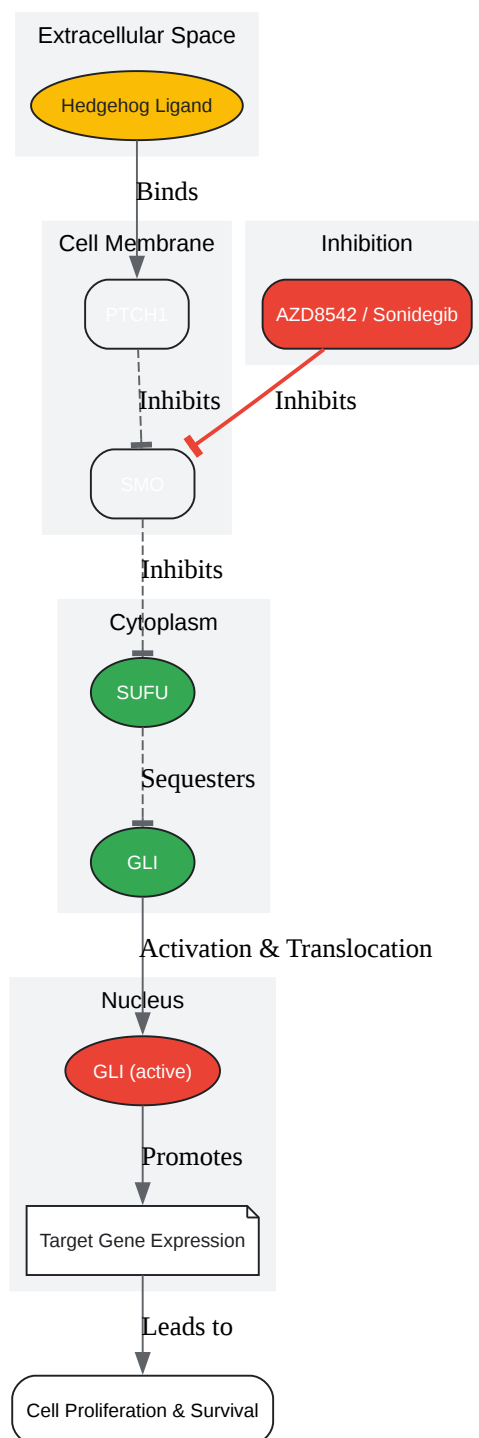 Extracellular Space
Hedgehog Ligand
Binds
Cell Membrane
Inhibition
PTCH1
AZD8542 / Sonidegib
Inhibits
Inhibits
SMO
Inhibits
Cytoplasm
SUFU
Sequesters
GLI
Activation & Translocation
Nucleus
GLI (active)
Promotes
Target Gene Expression
Leads to
Cell Proliferation & Survival